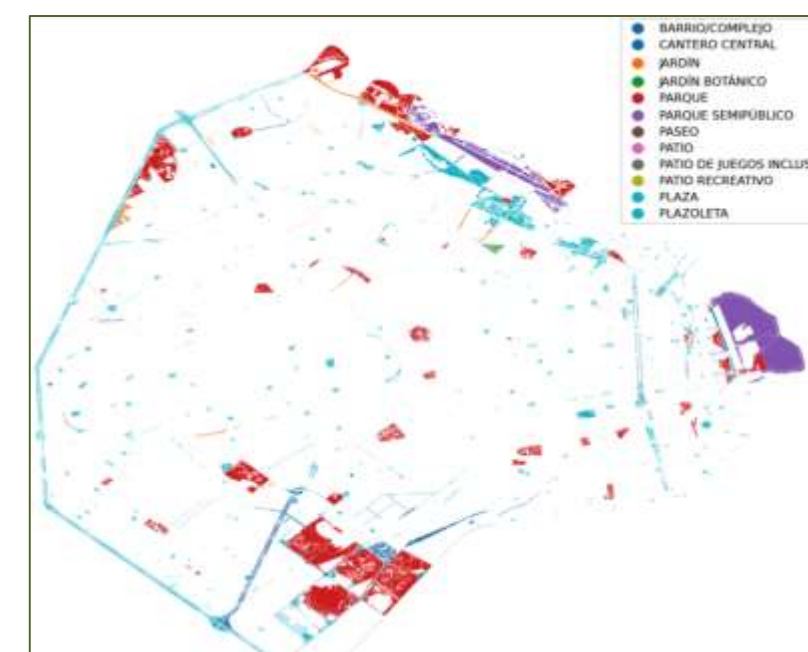 BARRIO/COMPLEJO
CANTERO CENTRAL
JARDÍN
JARDÍN BOTÁNICO
PARQUE
PARQUE SEMIPÚBLICO
PASEO
PATIO
PATIO DE JUEGOS INCLUS
PATIO RECREATIVO
PLAZA
PLAZOLETA